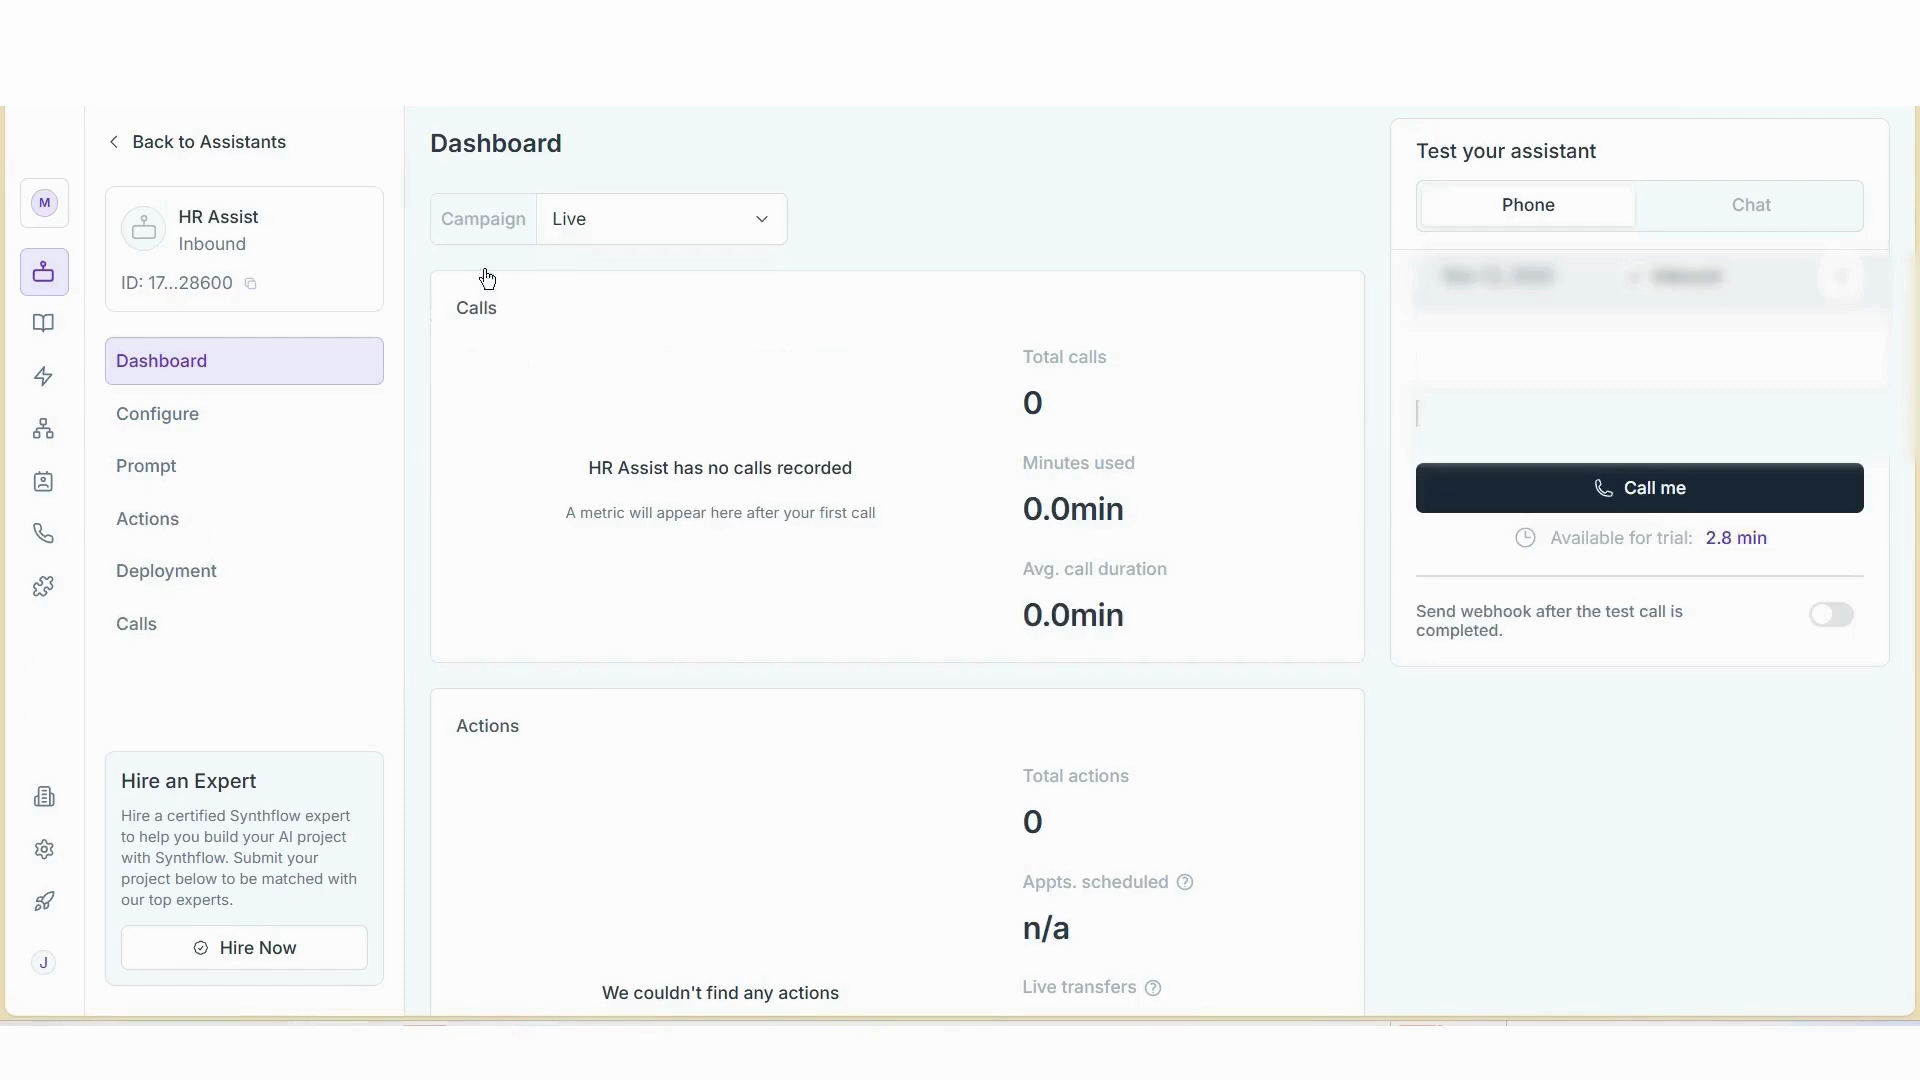 Back to Assistants
M
HR Assist
Inbound
ID: 17...28600
Dashboard
Configure
Prompt
Actions
Deployment
Calls
Hire an Expert
Hire a certified Synthflow expert
to help you build your AI project
with Synthflow. Submit your
project below to be matched with
our top experts.
Hire Now
J
Dashboard
Campaign
Live
Calls
HR Assist has no calls recorded
A metric will appear here after your first call
Total calls
0
Minutes used
0.0min
Avg. call duration
0.0min
Actions
We couldn't find any actions
Total actions
0
Appts. scheduled
n/a
Live transfers
Test your assistant
Phone
Chat
Call me
Available for trial: 2.8 min
Send webhook after the test call is
completed.